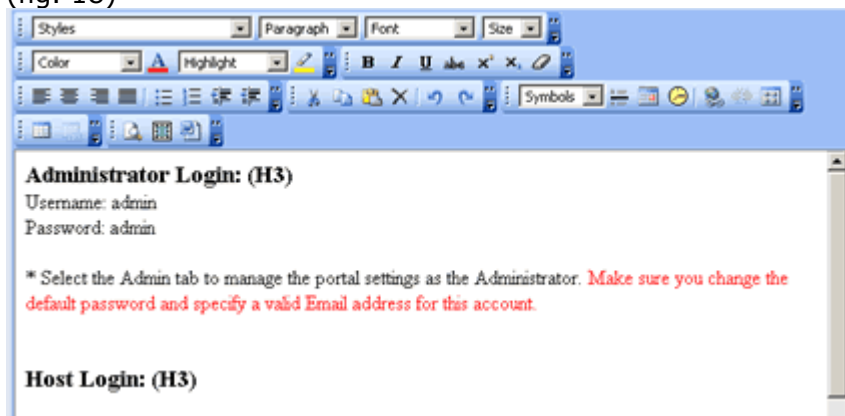 (fig. 18)
Styles Paragraph Font Size
Color A Highlight B I U abc x² x₂
Symbols
Administrator Login: (H3)
Username: admin
Password: admin
* Select the Admin tab to manage the portal settings as the Administrator. Make sure you change the
default password and specify a valid Email address for this account.
Host Login: (H3)